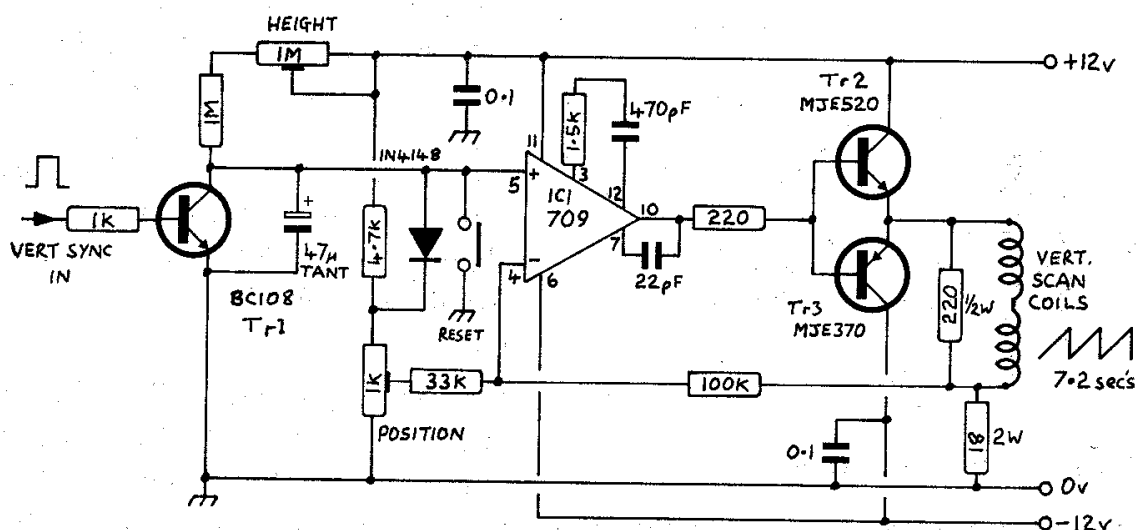 HEIGHT
1M
1M
0.1
+12v
Tr2
MJE520
470pF
1.5K
11
1N4148
3
12
5
+
IC1
709
10
220
1K
VERT SYNC
IN
+
47µ
TANT
4.7K
4
-
6
7
22pF
BC108
Tr1
RESET
Tr3
MJE370
220
½W
VERT.
SCAN
COILS
7.2 sec's
1K
33K
100K
POSITION
0.1
18
2W
0v
-12v